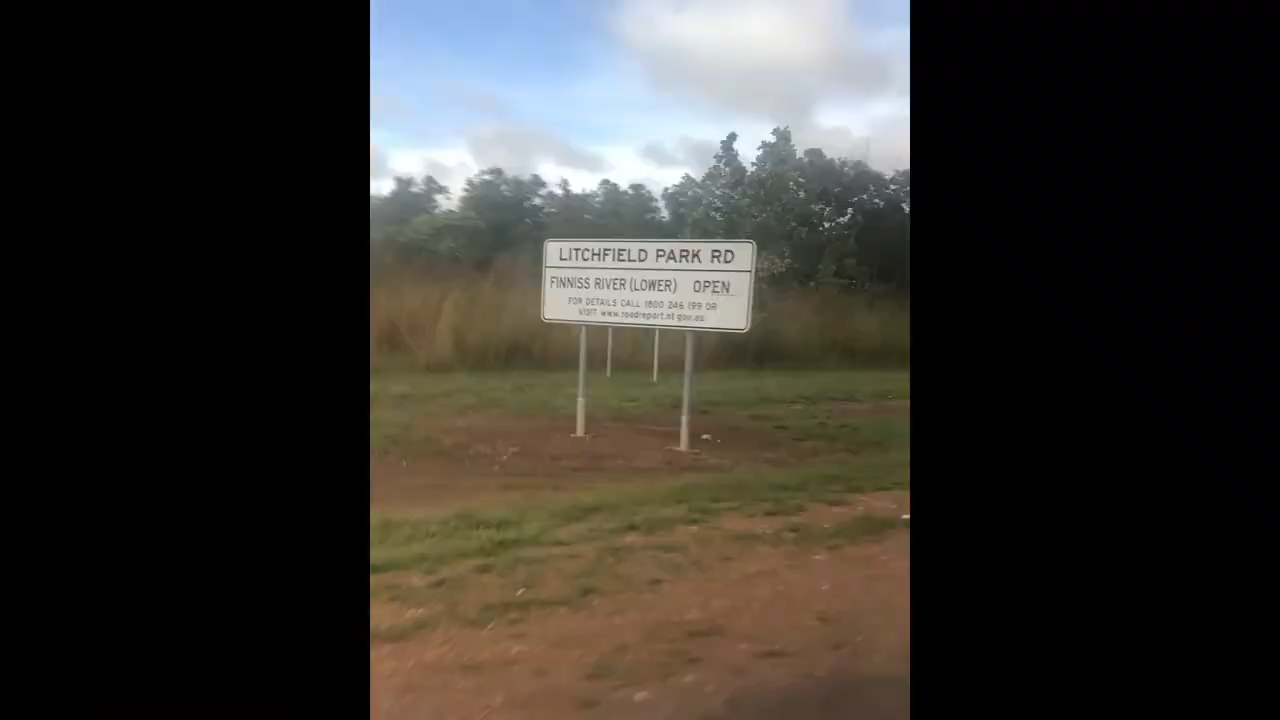 LITCHFIELD PARK RD
FINNISS RIVER (LOWER) OPEN
FOR DETAILS CALL 1800 246 199 OR
VISIT www.roadreport.nt.gov.au